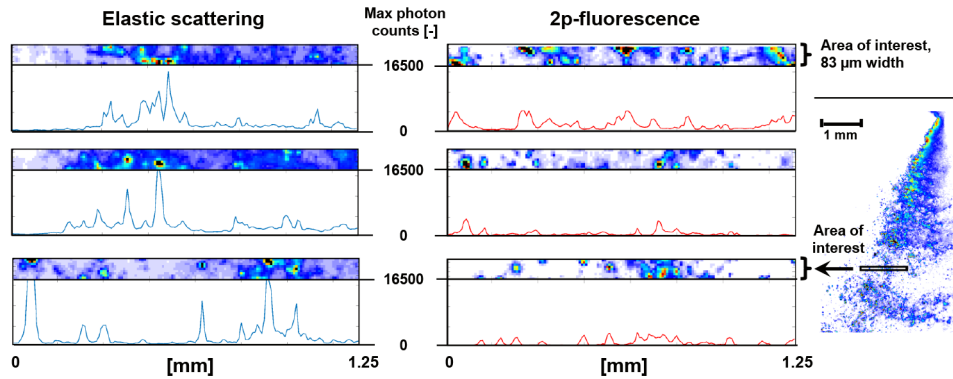 Elastic scattering
Max photon
counts [-]
2p-fluorescence
Area of interest,
83 µm width
16500
0
1 mm
16500
0
Area of
interest
16500
0
0
[mm]
1.25
0
[mm]
1.25